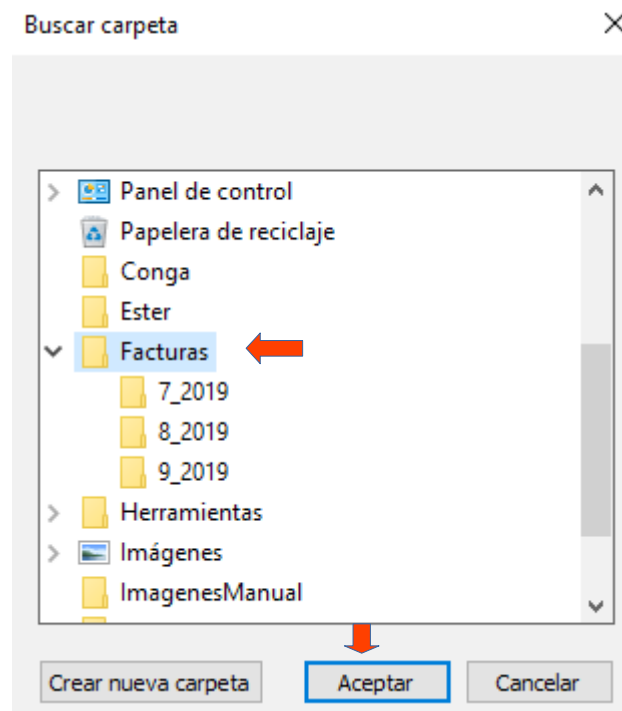 Buscar carpeta
Panel de control
Papelera de reciclaje
Conga
Ester
Facturas
7_2019
8_2019
9_2019
Herramientas
Imágenes
ImagenesManual
Crear nueva carpeta Aceptar Cancelar